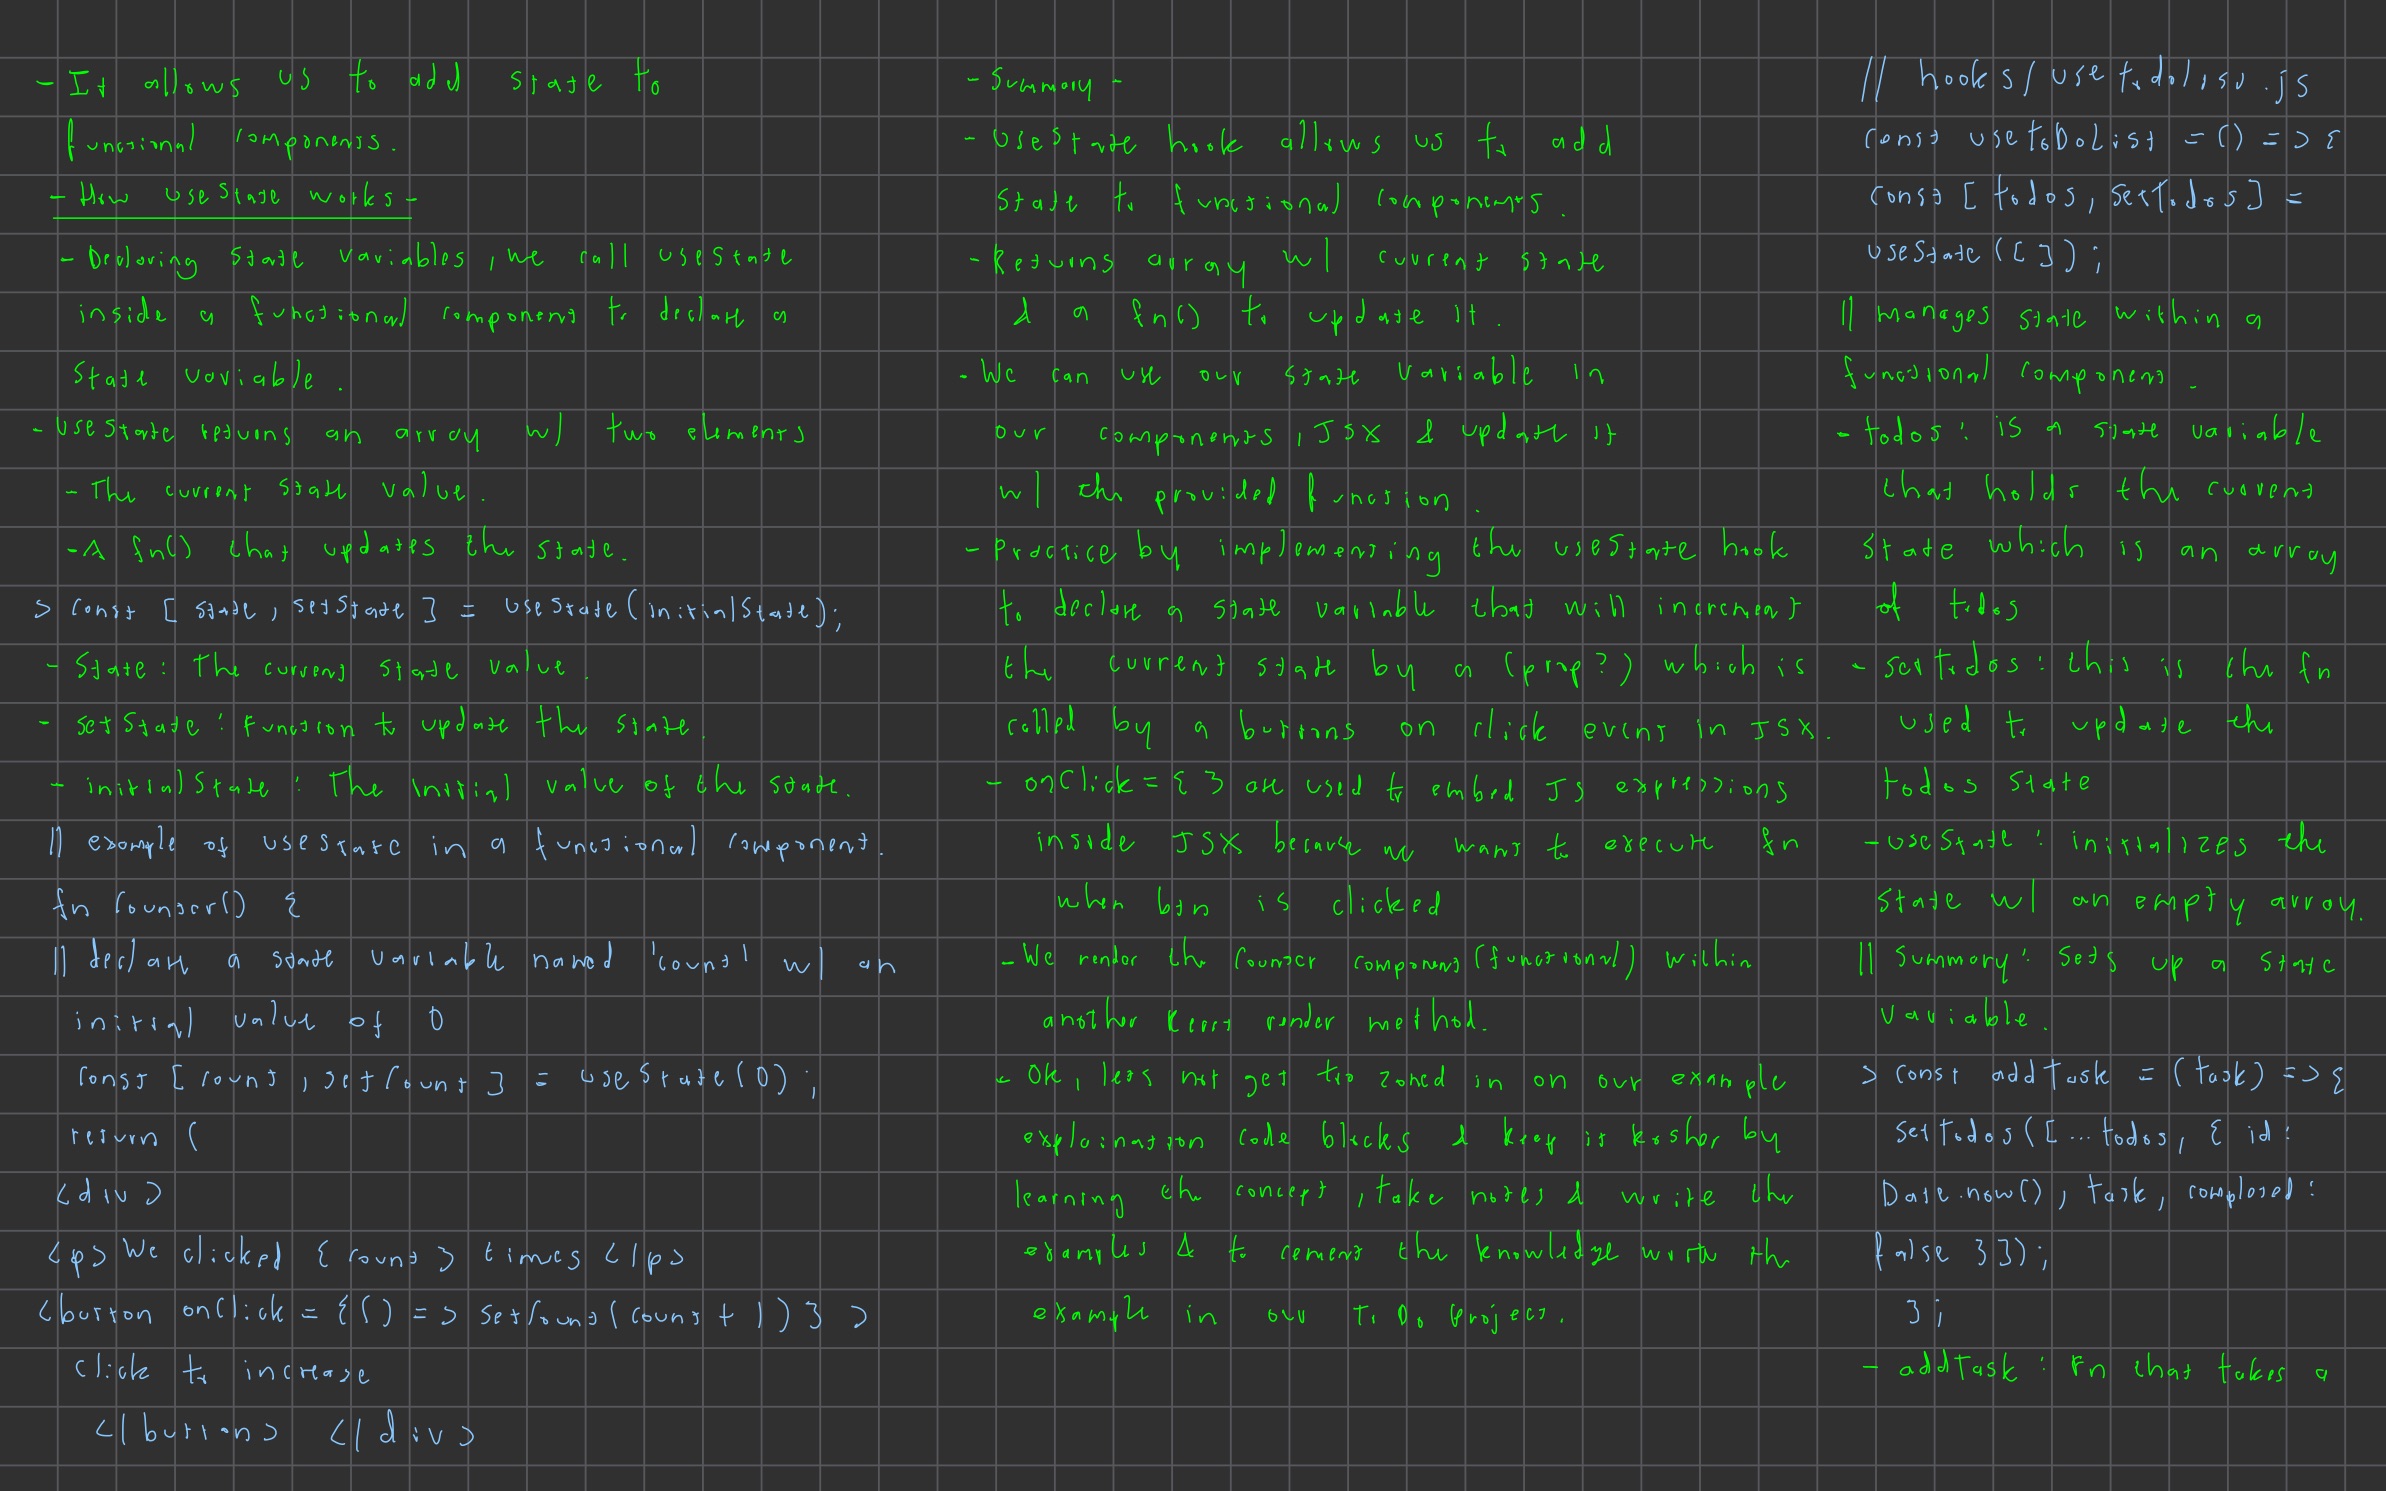 - It allows us to add state to
functional components.
- How useState works -
- Declaring state variables, we call useState
inside a functional component to declare a
state variable.
- useState returns an array w/ two elements
- The current state value.
- A fn() that updates the state.
> const [ state, setState ] = useState(initialState);
- State: The current state value.
- setState: Function to update the state.
- initialState: The initial value of the state.
// example of useState in a functional component.
fn Counter() {
// declare a state variable named 'count' w/ an
initial value of 0
const [ count, setCount ] = useState(0);
return (
<div>
<p> We clicked { count } times </p>
<button onClick = {() => setCount(count + 1)} >
Click to increase
</button> </div>
- Summary -
- UseState hook allows us to add
state to functional components.
- Returns array w/ current state
& a fn() to update it.
- We can use our state variable in
our components, JSX & update it
w/ the provided function.
- Practice by implementing the useState hook
to declare a state variable that will increment
the current state by a (prop?) which is
called by a buttons on click event in JSX.
- onClick = { } are used to embed JS expressions
inside JSX because we want to execute fn
when btn is clicked
- We render the Counter component (functional) within
another React render method.
- Ok, lets not get too zoned in on our example
explaination code blocks & keep it kosher by
learning the concept, take notes & write the
examples & to cement the knowledge write the
example in our To Do Project.
// hooks/useTodoList.js
const useToDoList = () => {
const [ todos, setTodos ] =
useState([ ]);
// manages state within a
functional component.
- todos: is a state variable
that holds the current
state which is an array
of todos
- setTodos: this is the fn
used to update the
todos state
- useState: initializes the
state w/ an empty array.
// Summary: Sets up a state
variable.
> const addTask = (task) => {
setTodos([ ...todos, { id:
Date.now(), task, completed:
false }]);
};
- addTask: Fn that takes a